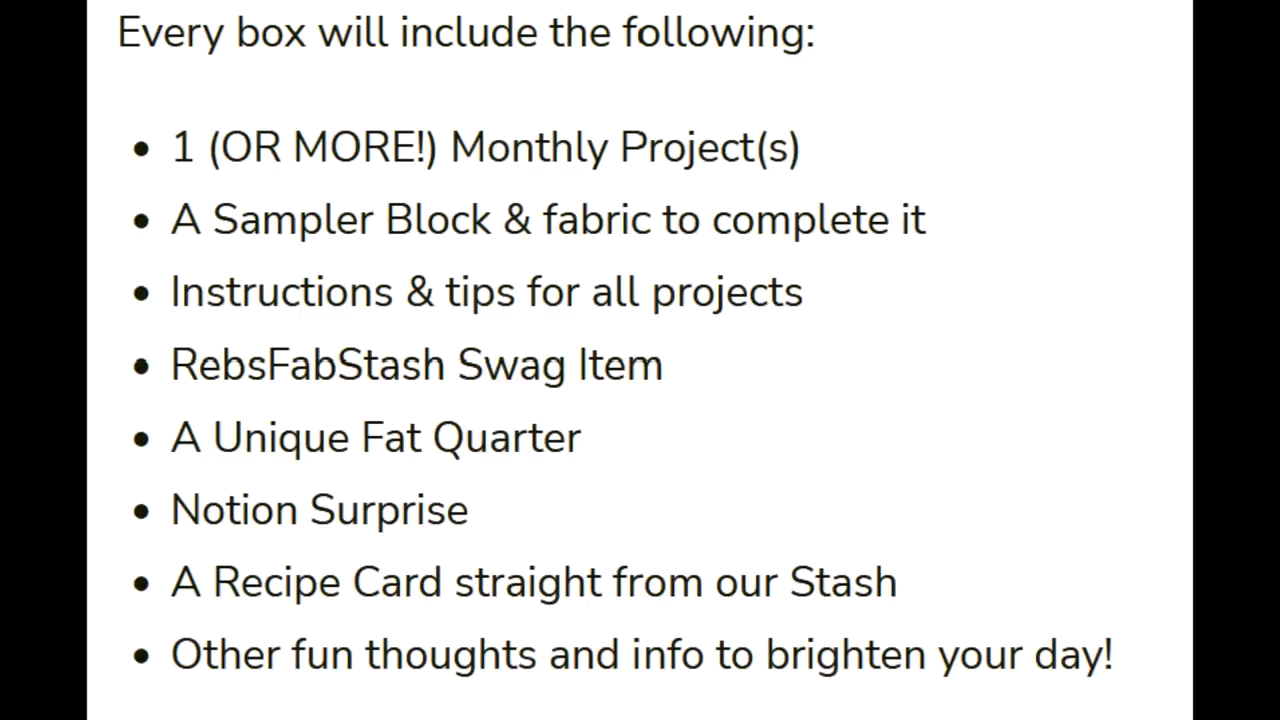 Every box will include the following:
• 1 (OR MORE!) Monthly Project(s)
• A Sampler Block & fabric to complete it
• Instructions & tips for all projects
• RebsFabStash Swag Item
• A Unique Fat Quarter
• Notion Surprise
• A Recipe Card straight from our Stash
• Other fun thoughts and info to brighten your day!